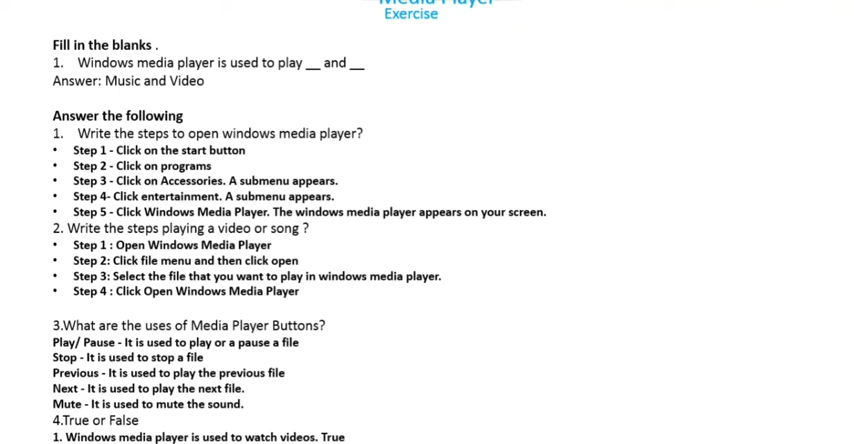 Media Player
Exercise
Fill in the blanks .
1. Windows media player is used to play __ and __
Answer: Music and Video
Answer the following
1. Write the steps to open windows media player?
• Step 1 - Click on the start button
• Step 2 - Click on programs
• Step 3 - Click on Accessories. A submenu appears.
• Step 4- Click entertainment. A submenu appears.
• Step 5 - Click Windows Media Player. The windows media player appears on your screen.
2. Write the steps playing a video or song ?
• Step 1 : Open Windows Media Player
• Step 2: Click file menu and then click open
• Step 3: Select the file that you want to play in windows media player.
• Step 4 : Click Open Windows Media Player
3.What are the uses of Media Player Buttons?
Play/ Pause - It is used to play or a pause a file
Stop - It is used to stop a file
Previous - It is used to play the previous file
Next - It is used to play the next file.
Mute - It is used to mute the sound.
4.True or False
1. Windows media player is used to watch videos. True